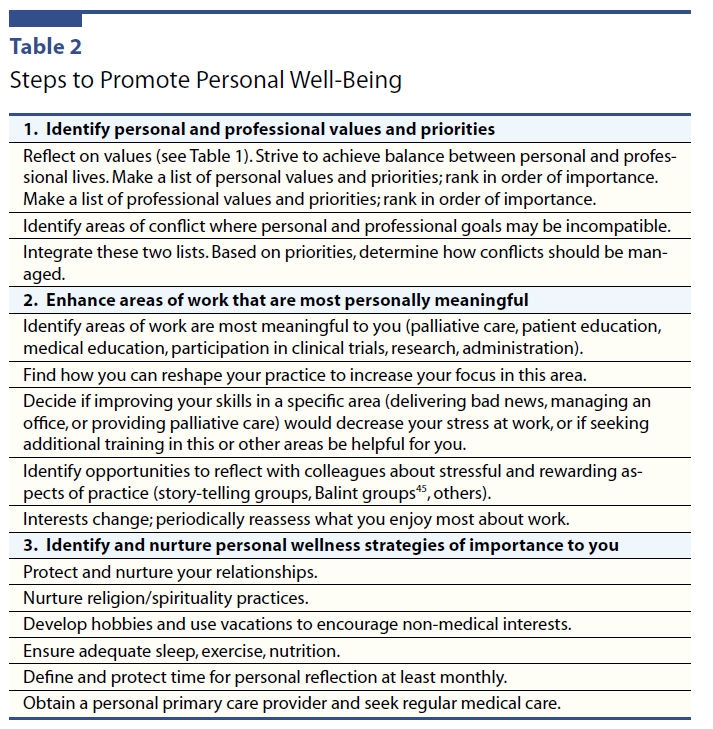 Table 2
Steps to Promote Personal Well-Being
1. Identify personal and professional values and priorities
Reflect on values (see Table 1). Strive to achieve balance between personal and profes-
sional lives. Make a list of personal values and priorities; rank in order of importance.
Make a list of professional values and priorities; rank in order of importance.
Identify areas of conflict where personal and professional goals may be incompatible.
Integrate these two lists. Based on priorities, determine how conflicts should be man-
aged.
2. Enhance areas of work that are most personally meaningful
Identify areas of work are most meaningful to you (palliative care, patient education,
medical education, participation in clinical trials, research, administration).
Find how you can reshape your practice to increase your focus in this area.
Decide if improving your skills in a specific area (delivering bad news, managing an
office, or providing palliative care) would decrease your stress at work, or if seeking
additional training in this or other areas be helpful for you.
Identify opportunities to reflect with colleagues about stressful and rewarding as-
pects of practice (story-telling groups, Balint groups45, others).
Interests change; periodically reassess what you enjoy most about work.
3. Identify and nurture personal wellness strategies of importance to you
Protect and nurture your relationships.
Nurture religion/spirituality practices.
Develop hobbies and use vacations to encourage non-medical interests.
Ensure adequate sleep, exercise, nutrition.
Define and protect time for personal reflection at least monthly.
Obtain a personal primary care provider and seek regular medical care.